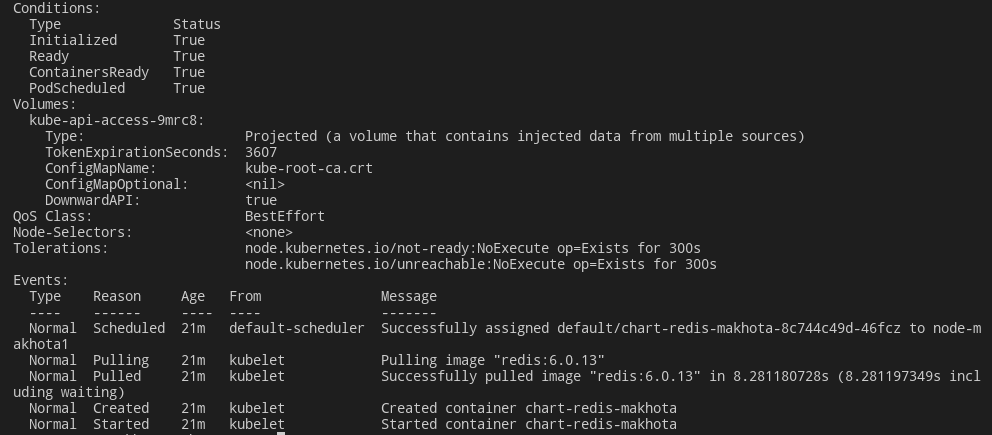 Conditions:
  Type              Status
  Initialized       True
  Ready             True
  ContainersReady   True
  PodScheduled      True
Volumes:
  kube-api-access-9mrc8:
    Type:                    Projected (a volume that contains injected data from multiple sources)
    TokenExpirationSeconds:  3607
    ConfigMapName:           kube-root-ca.crt
    ConfigMapOptional:       <nil>
    DownwardAPI:             true
QoS Class:                   BestEffort
Node-Selectors:              <none>
Tolerations:                 node.kubernetes.io/not-ready:NoExecute op=Exists for 300s
                             node.kubernetes.io/unreachable:NoExecute op=Exists for 300s
Events:
  Type    Reason     Age   From               Message
  ----    ------     ----  ----               -------
  Normal  Scheduled  21m   default-scheduler  Successfully assigned default/chart-redis-makhota-8c744c49d-46fcz to node-m
akhota1
  Normal  Pulling    21m   kubelet            Pulling image "redis:6.0.13"
  Normal  Pulled     21m   kubelet            Successfully pulled image "redis:6.0.13" in 8.281180728s (8.281197349s incl
uding waiting)
  Normal  Created    21m   kubelet            Created container chart-redis-makhota
  Normal  Started    21m   kubelet            Started container chart-redis-makhota